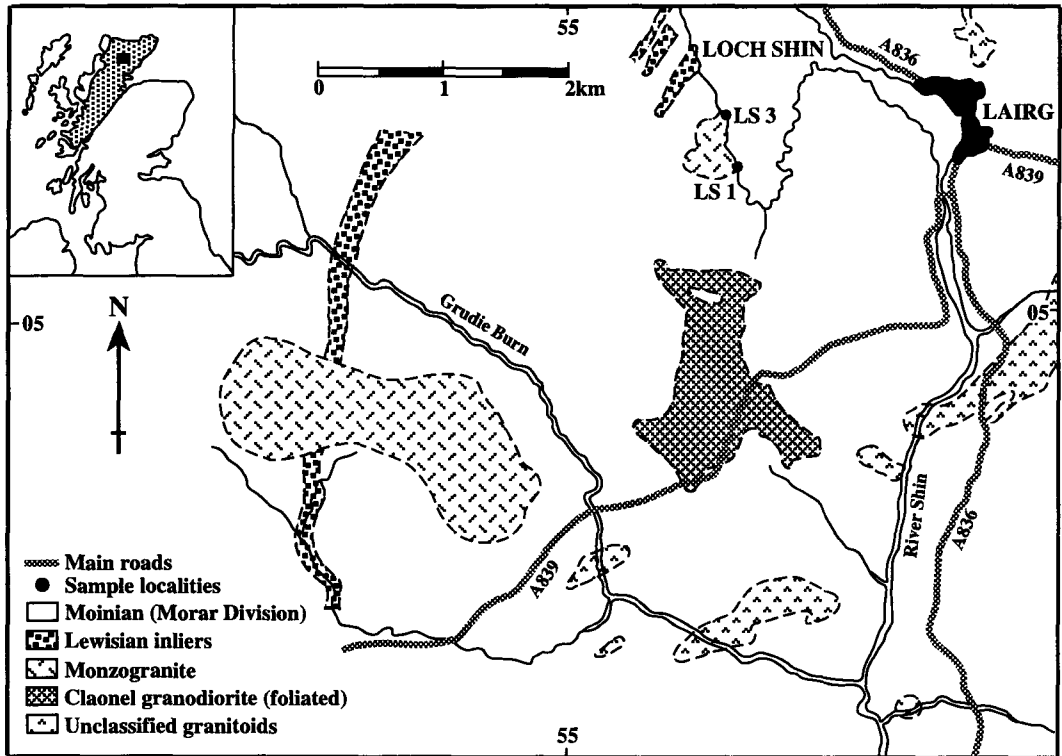 55
A836
LOCH SHIN
0
1
2km
LS 3
LAIRG
A839
LS 1
N
Grudie Burn
05
05
River Shin
A836
A839
Main roads
Sample localities
Moinian (Morar Division)
Lewisian inliers
Monzogranite
Claonel granodiorite (foliated)
Unclassified granitoids
55